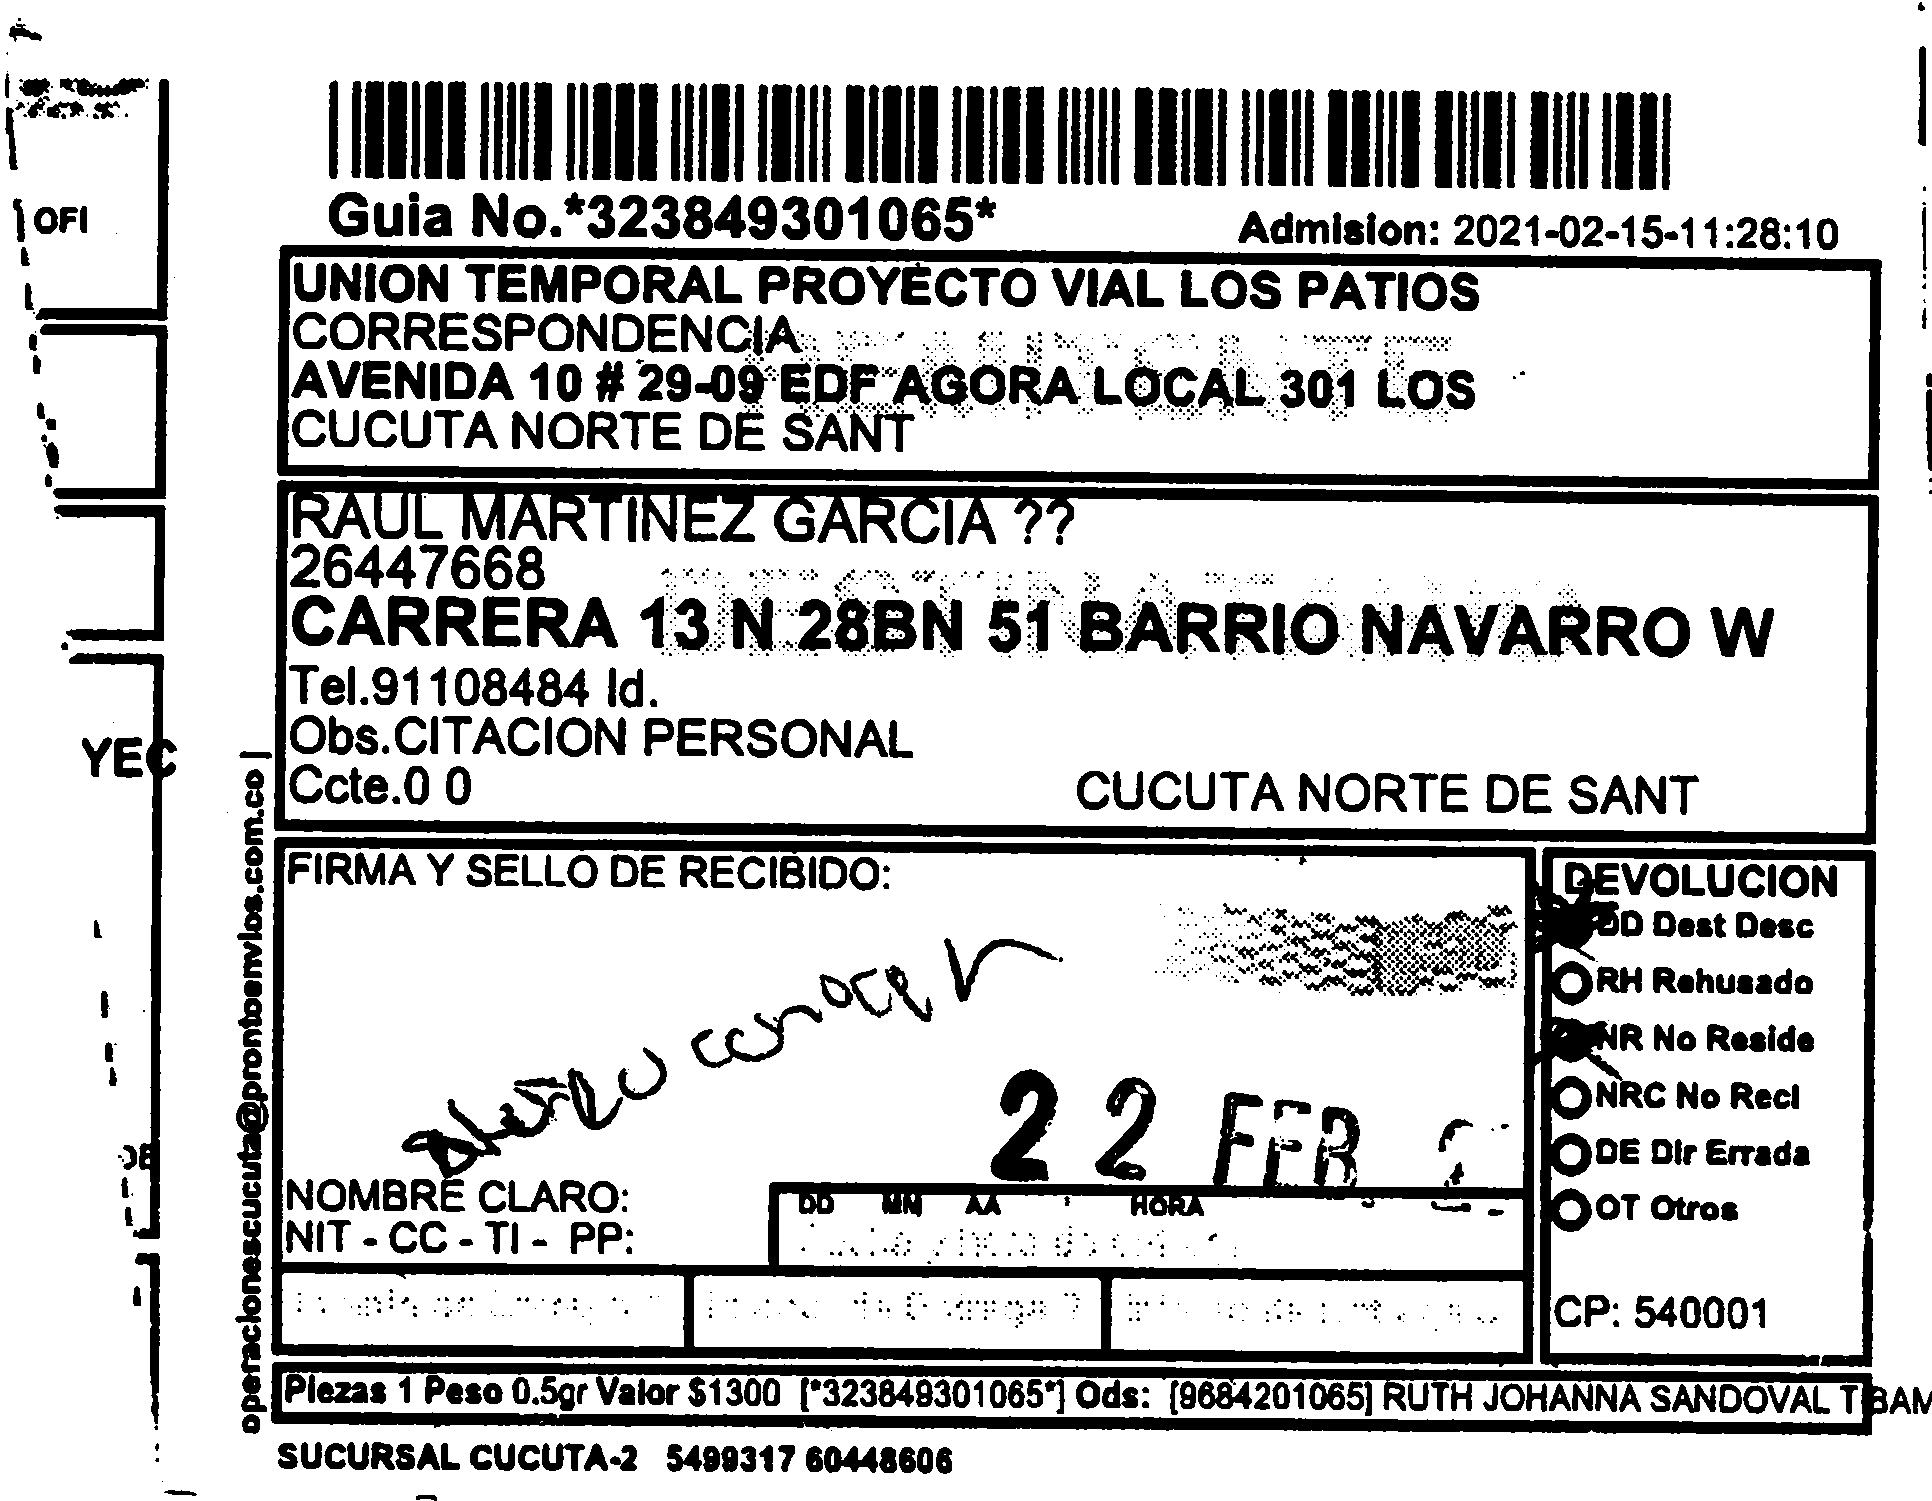 OFI
YEC
Guia No.*323849301065*
Admision: 2021-02-15-11:28:10
UNION TEMPORAL PROYECTO VIAL LOS PATIOS
CORRESPONDENCIA
AVENIDA 10 # 29-09 EDF AGORA LOCAL 301 LOS
CUCUTA NORTE DE SANT
REMITENTE
RAUL MARTINEZ GARCIA ??
26447668
DESTINATARIO
CARRERA 13 N 28BN 51 BARRIO NAVARRO W
Tel.91108484 Id.
Obs.CITACION PERSONAL
Ccte.0 0
CUCUTA NORTE DE SANT
operacionescucuta@prontoenvios.com.co |
FIRMA Y SELLO DE RECIBIDO:
22 FEB
NOMBRE CLARO:
NIT - CC - TI - PP:
DD MM AA HORA
DEVOLUCION
DD Dest Desc
RH Rehusado
NR No Reside
NRC No Recl
DE Dir Errada
OT Otros
CP: 540001
Piezas 1 Peso 0.5gr Valor $1300 [*323849301065*] Ods: [9684201065] RUTH JOHANNA SANDOVAL TIBAM
SUCURSAL CUCUTA-2 5499317 60448606